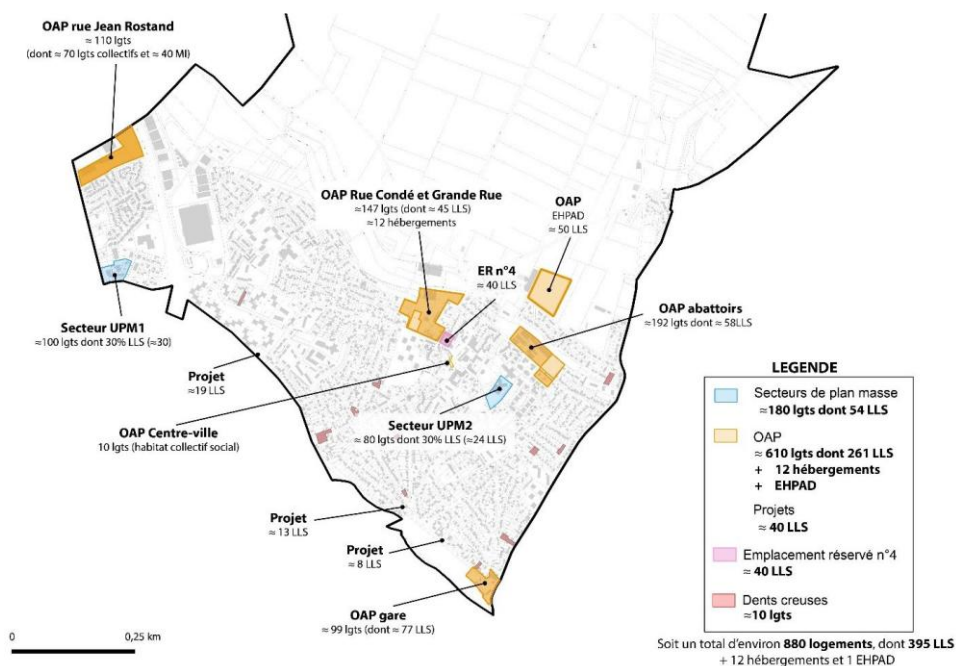 OAP rue Jean Rostand
≈ 110 lgts
(dont ≈ 70 lgts collectifs et ≈ 40 MI)
OAP Rue Condé et Grande Rue
≈147 lgts (dont ≈ 45 LLS)
≈12 hébergements
OAP
EHPAD
≈ 50 LLS
ER n°4
≈ 40 LLS
OAP abattoirs
≈192 lgts dont ≈ 58LLS
Secteur UPM1
≈100 lgts dont 30% LLS (≈30)
Projet
≈19 LLS
OAP Centre-ville
10 lgts (habitat collectif social)
Secteur UPM2
≈ 80 lgts dont 30% LLS (≈24 LLS)
Projet
≈ 13 LLS
Projet
≈ 8 LLS
OAP gare
≈ 99 lgts (dont ≈ 77 LLS)
0 0,25 km
LEGENDE
Secteurs de plan masse
≈180 lgts dont 54 LLS
OAP
≈ 610 lgts dont 261 LLS
+ 12 hébergements
+ EHPAD
Projets
≈ 40 LLS
Emplacement réservé n°4
≈ 40 LLS
Dents creuses
≈10 lgts
Soit un total d'environ 880 logements, dont 395 LLS
+ 12 hébergements et 1 EHPAD